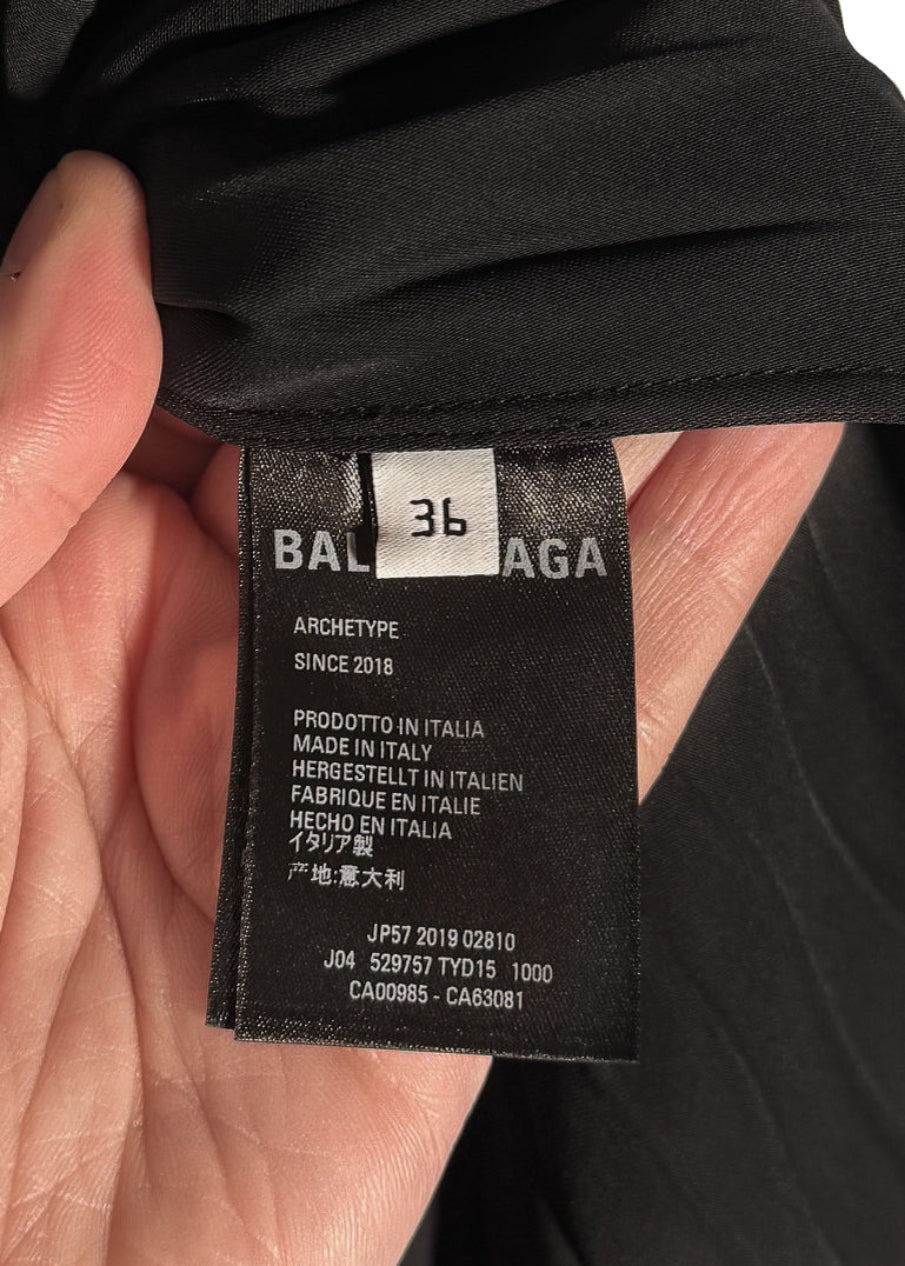 36
BAL AGA
ARCHETYPE
SINCE 2018
PRODOTTO IN ITALIA
MADE IN ITALY
HERGESTELLT IN ITALIEN
FABRIQUE EN ITALIE
HECHO EN ITALIA
イタリア製
产地:意大利
JP57 2019 02810
J04 529757 TYD15 1000
CA00985 - CA63081